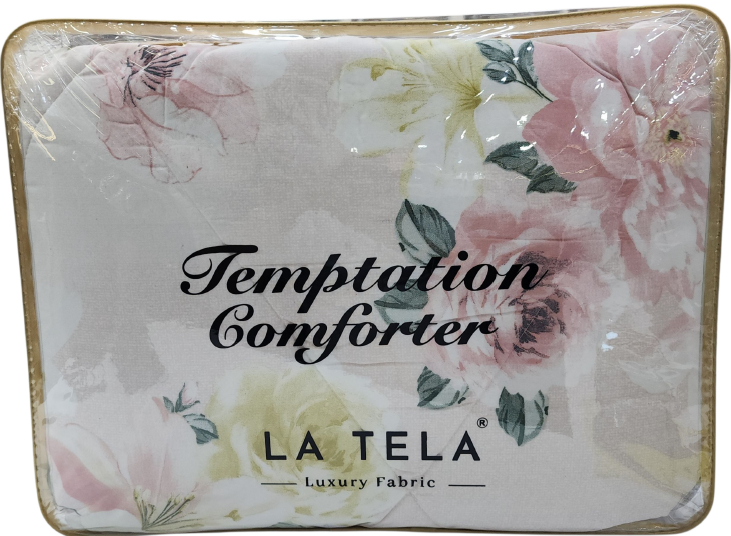 Temptation
Comforter
LA TELA®
Luxury Fabric